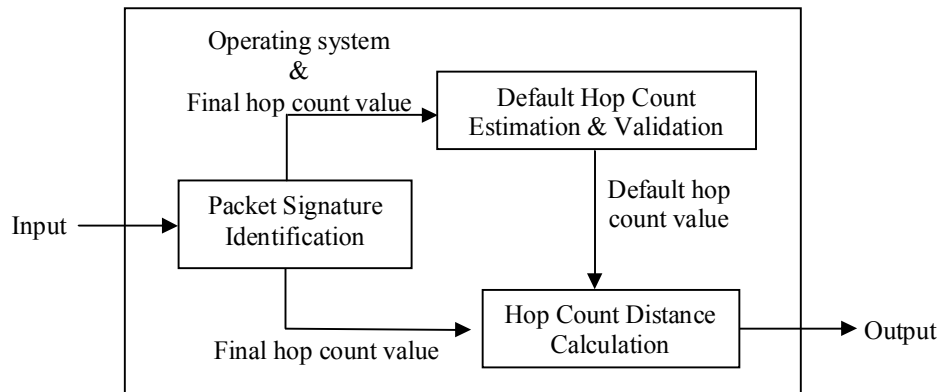 Operating system
&
Final hop count value
Default Hop Count
Estimation & Validation
Packet Signature
Identification
Input
Default hop
count value
Hop Count Distance
Calculation
Output
Final hop count value